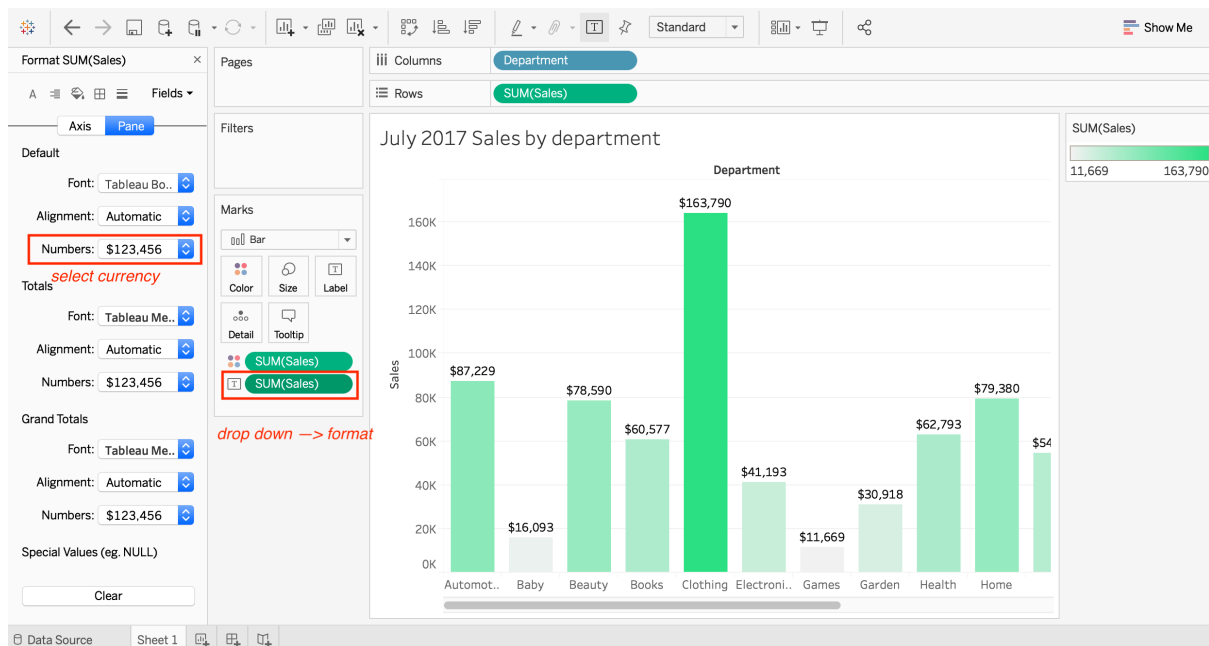 Standard
Show Me
Format SUM(Sales)
Fields
Axis
Pane
Default
Font: Tableau Bo..
Alignment: Automatic
Numbers: $123,456
select currency
Totals
Font: Tableau Me..
Alignment: Automatic
Numbers: $123,456
Grand Totals
Font: Tableau Me..
Alignment: Automatic
Numbers: $123,456
Special Values (eg. NULL)
Clear
Pages
Filters
Marks
Bar
Color
Size
Label
Detail
Tooltip
SUM(Sales)
SUM(Sales)
drop down —> format
Columns
Department
Rows
SUM(Sales)
July 2017 Sales by department
Department
Sales
160K
140K
120K
100K
80K
60K
40K
20K
0K
$87,229
$16,093
$78,590
$60,577
$163,790
$41,193
$11,669
$30,918
$62,793
$79,380
$54
Automot..
Baby
Beauty
Books
Clothing
Electroni..
Games
Garden
Health
Home
SUM(Sales)
11,669
163,790
Data Source
Sheet 1